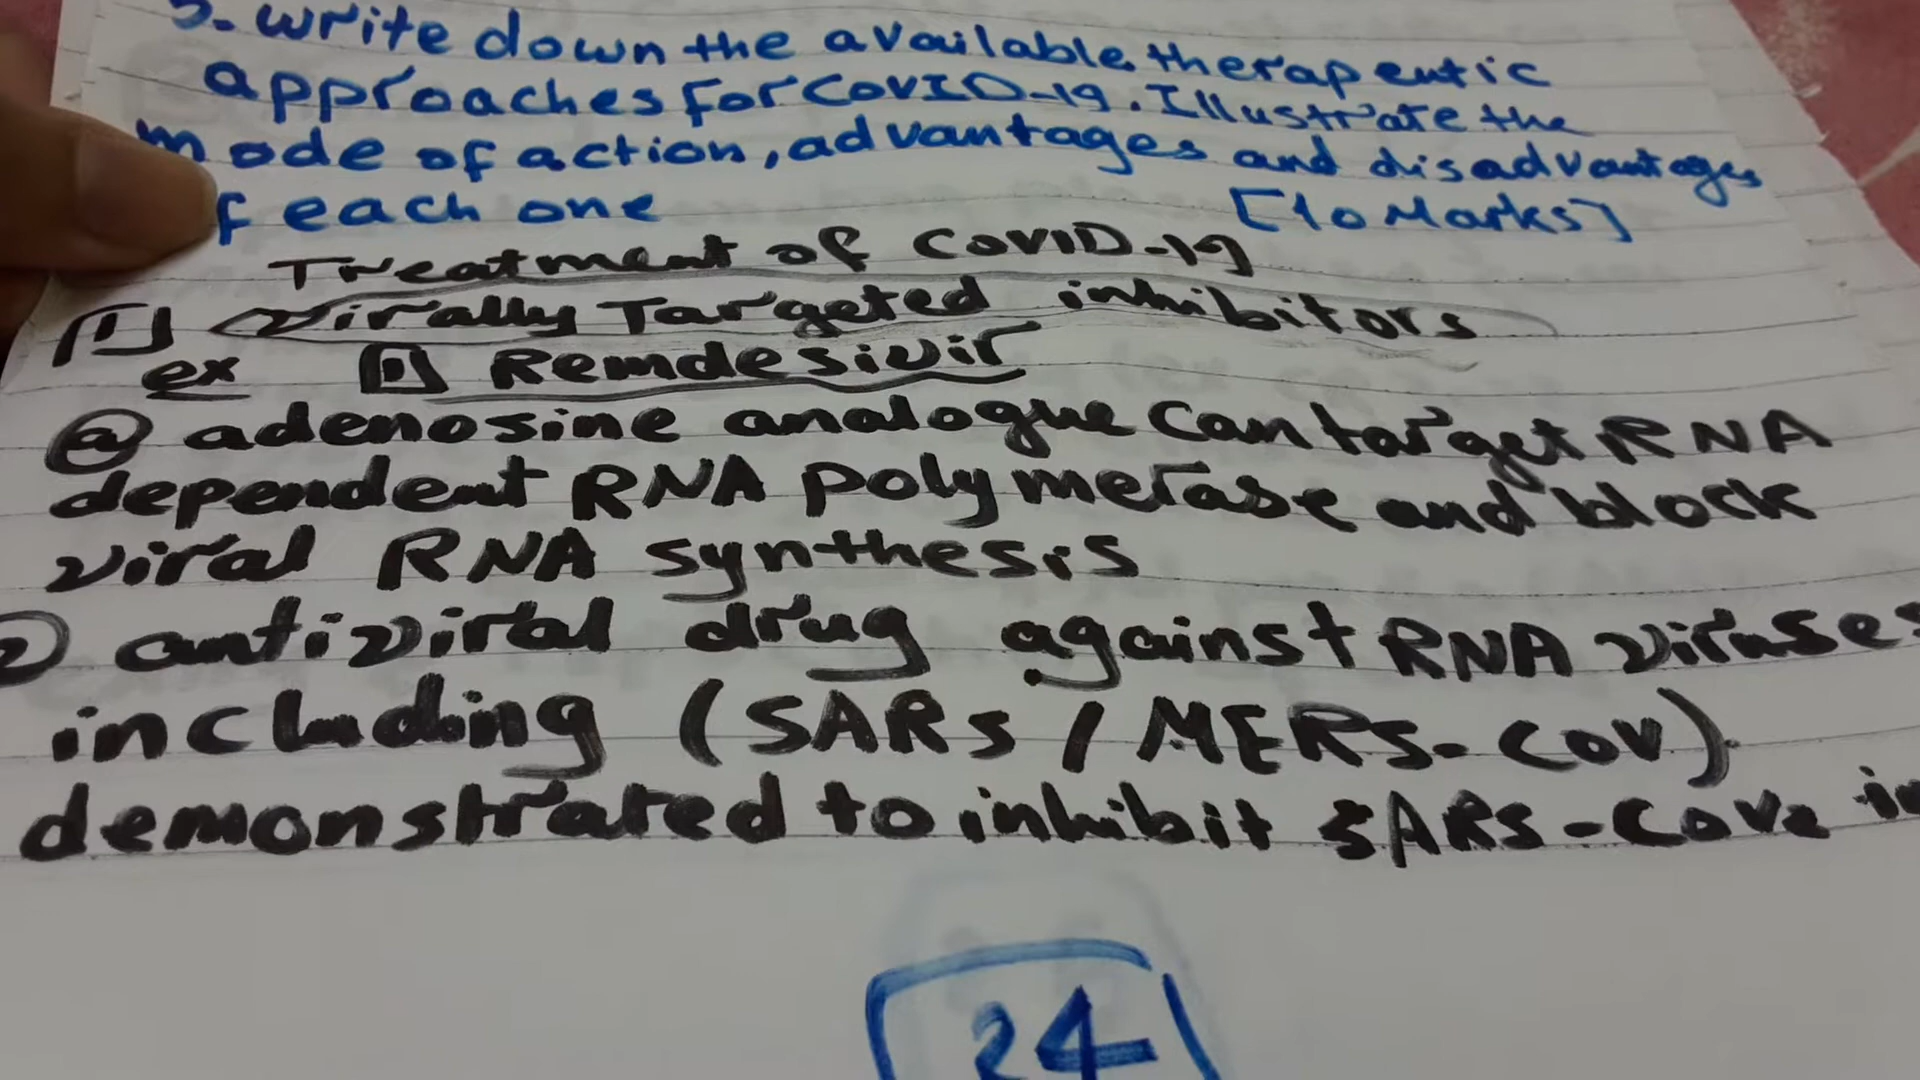 3. write down the available therapeutic
approaches for COVID-19. Illustrate the
mode of action, advantages and disadvantages
f each one [10 Marks]
Treatment of COVID-19
[1] virally Targeted inhibitors
ex [1] Remdesivir
(a) adenosine analogue can target RNA
dependent RNA polymerase and block
viral RNA synthesis
antiviral drug against RNA viruses
including (SARS / MERS-COV)
demonstrated to inhibit SARS-Cove in
24